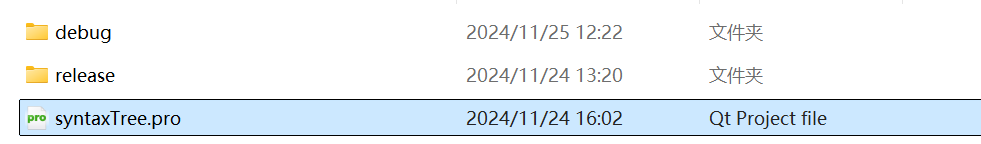 debug 2024/11/25 12:22 文件夹
release 2024/11/24 13:20 文件夹
pro syntaxTree.pro 2024/11/24 16:02 Qt Project file